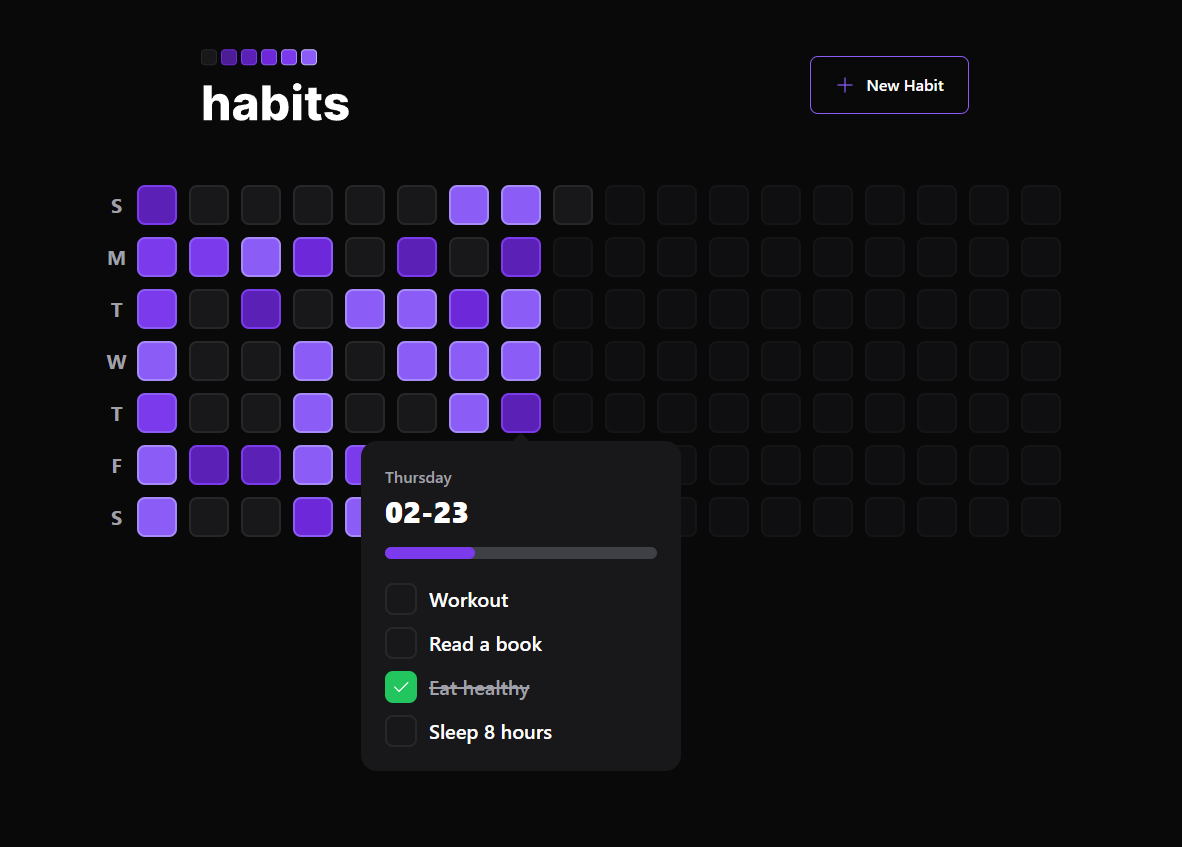 habits
New Habit
S
M
T
W
T
F
S
Thursday
02-23
Workout
Read a book
Eat healthy
Sleep 8 hours